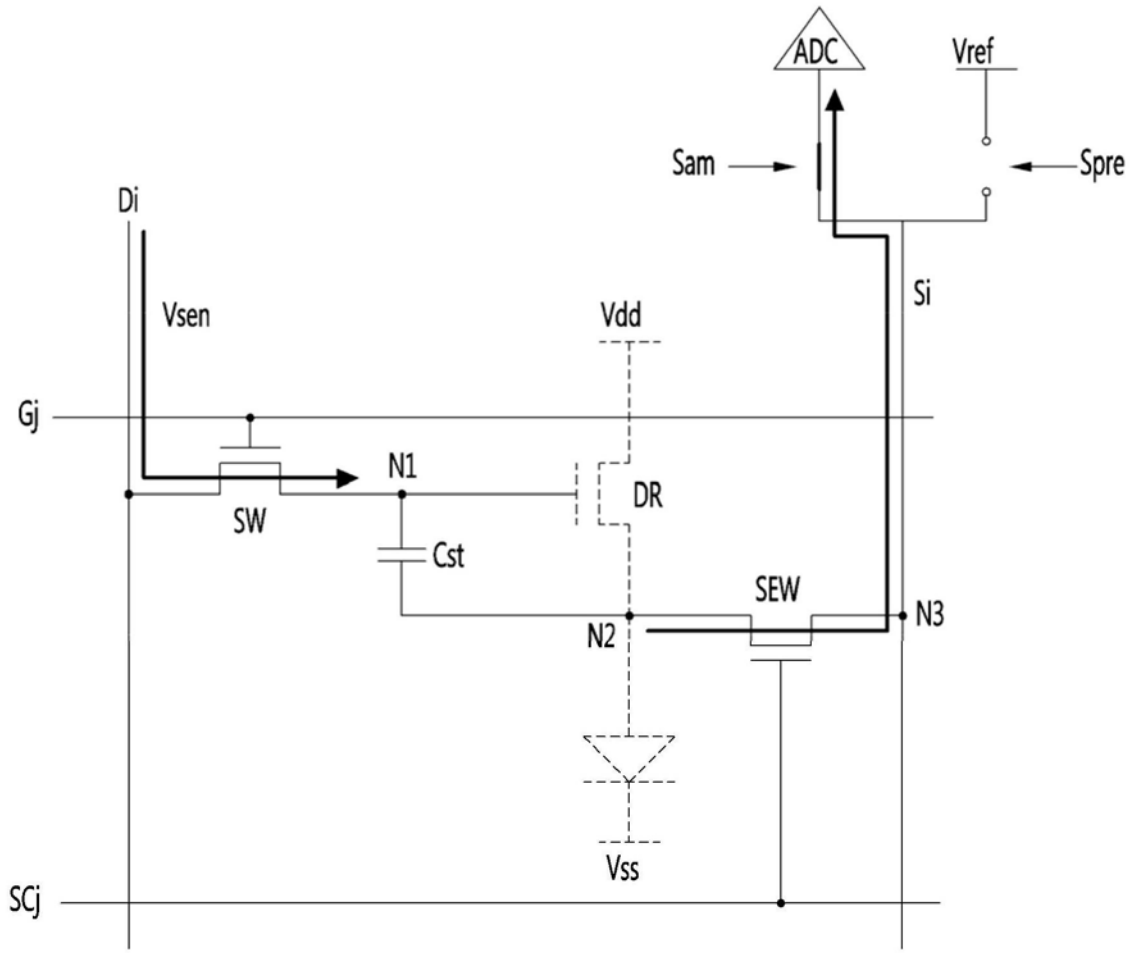 ADC
Vref
Sam
Spre
Di
Vsen
Si
Vdd
Gj
N1
DR
SW
Cst
SEW
N2
N3
Vss
SCj